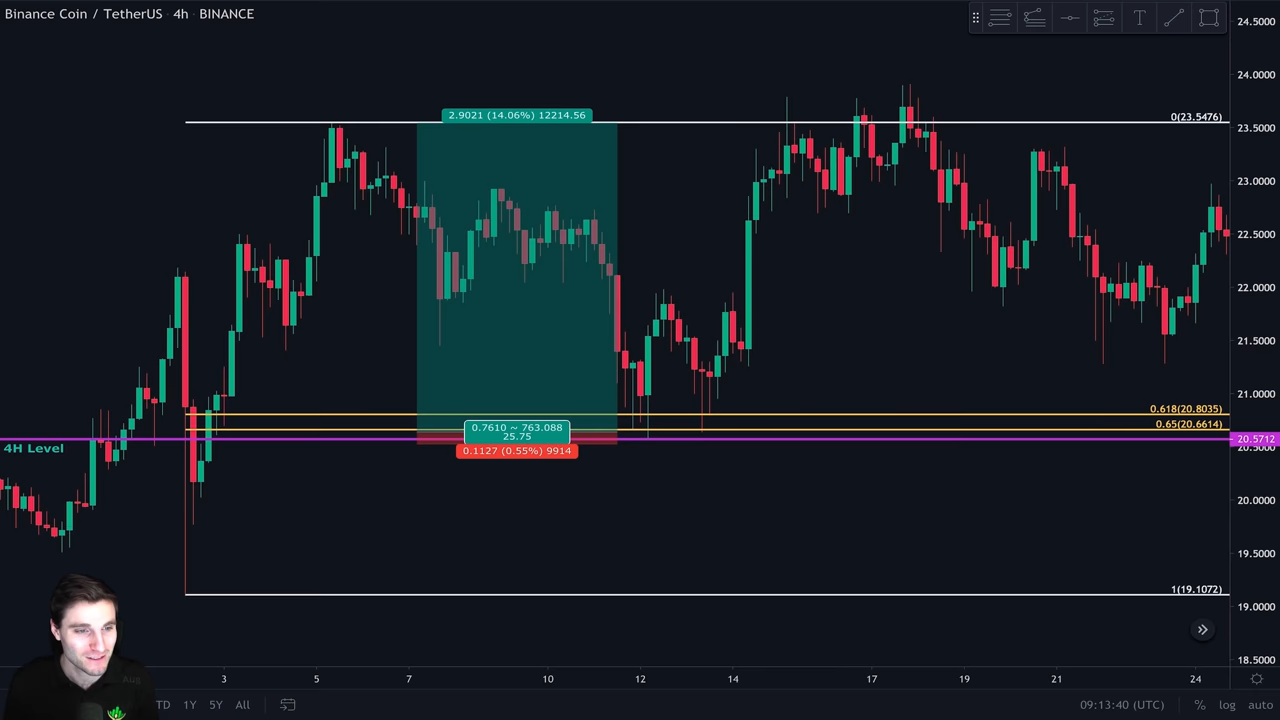 Binance Coin / TetherUS · 4h · BINANCE
T
24.5000
24.0000
2.9021 (14.06%) 12214.56
0(23.5476)
23.5000
23.0000
22.5000
22.0000
21.5000
21.0000
0.618(20.8035)
0.65(20.6614)
0.7610 ~ 763.088
25.75
20.5712
4H Level
0.1127 (0.55%) 9914
20.0000
19.5000
1(19.1072)
19.0000
18.5000
Aug 3 5 7 10 12 14 17 19 21 24
TD 1Y 5Y All 09:13:40 (UTC) % log auto